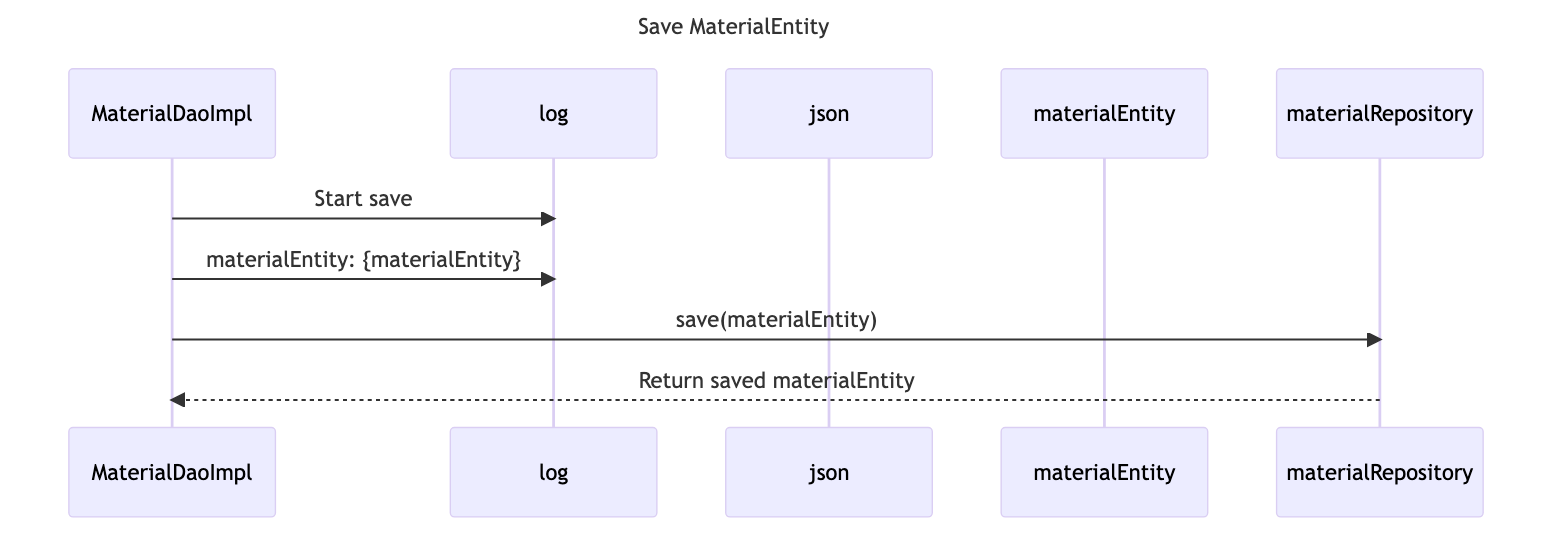 Save MaterialEntity
MaterialDaoImpl
log
json
materialEntity
materialRepository
Start save
materialEntity: {materialEntity}
save(materialEntity)
Return saved materialEntity
MaterialDaoImpl
log
json
materialEntity
materialRepository